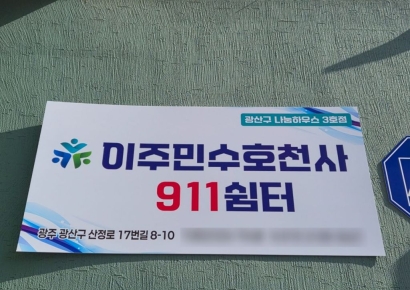 광산구 나눔하우스 3호점
이주민수호천사
911쉼터
광주 광산구 산정로 17번길 8-10